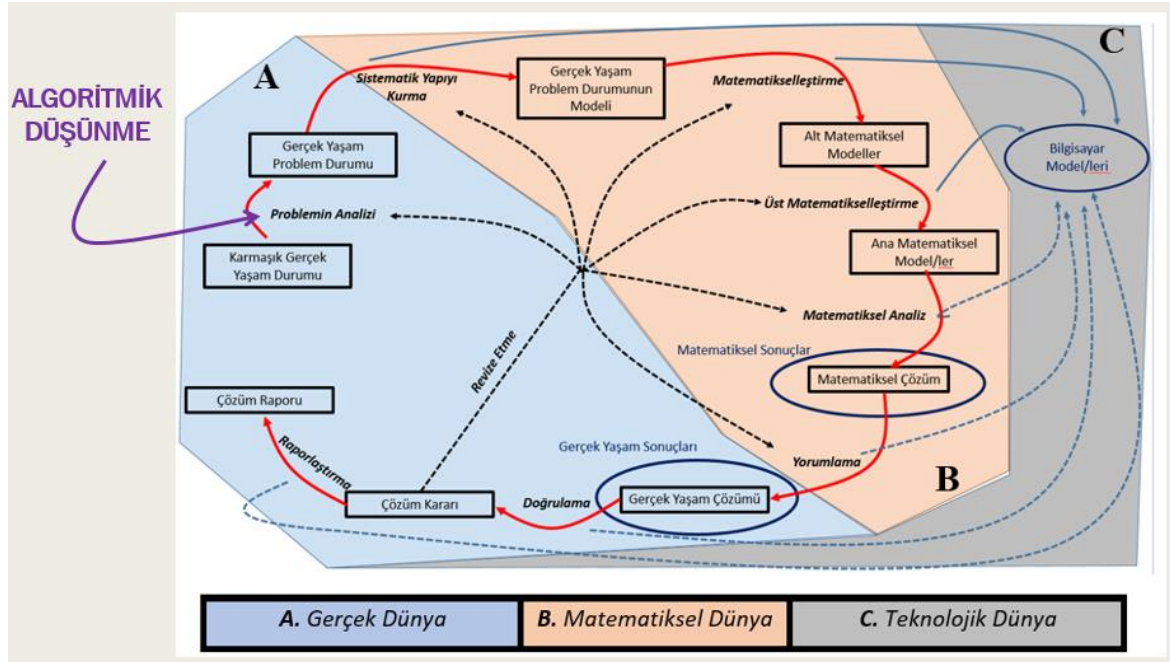 ALGORİTMİK
DÜŞÜNME
A
C
Sistematik Yapıyı
Kurma
Gerçek Yaşam
Problem Durumunun
Modeli
Matematikselleştirme
Gerçek Yaşam
Problem Durumu
Alt Matematiksel
Modeller
Bilgisayar
Model/leri
Problemin Analizi
Üst Matematikselleştirme
Karmaşık Gerçek
Yaşam Durumu
Ana Matematiksel
Model/ler
Matematiksel Analiz
Revize Etme
Matematiksel Sonuçlar
Matematiksel Çözüm
Çözüm Raporu
Raporlaştırma
Gerçek Yaşam Sonuçları
Yorumlama
B
Çözüm Kararı
Doğrulama
Gerçek Yaşam Çözümü
A. Gerçek Dünya
B. Matematiksel Dünya
C. Teknolojik Dünya